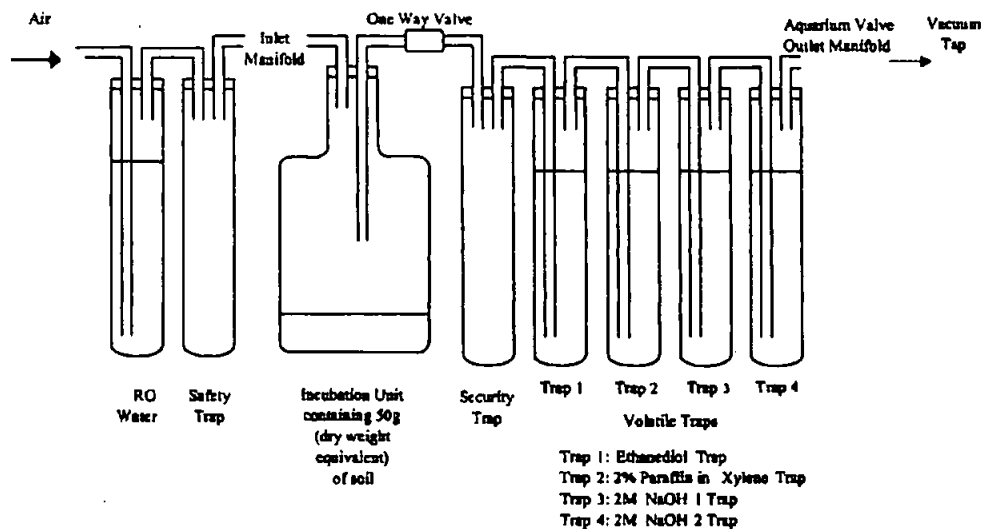 Air
One Way Valve
Aquarium Valve
Outlet Manifold
Vacuum
Tap
Inlet
Manifold
RO
Water
Safety
Trap
Incubation Unit
containing 50g
(dry weight
equivalent)
of soil
Security
Trap
Trap 1
Trap 2
Trap 3
Trap 4
Volatile Traps
Trap 1: Ethanediol Trap
Trap 2: 2% Paraffin in Xylene Trap
Trap 3: 2M NaOH 1 Trap
Trap 4: 2M NaOH 2 Trap